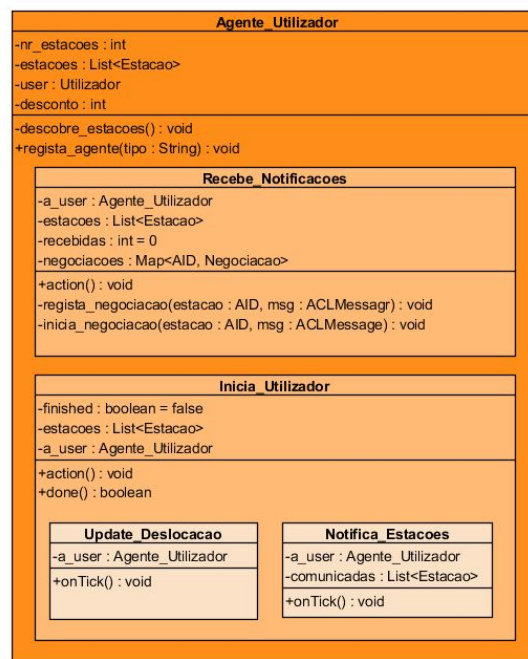 Agente_Utilizador
-nr_estacoes : int
-estacoes : List<Estacao>
-user : Utilizador
-desconto : int
-descobre_estacoes() : void
+regista_agente(tipo : String) : void
Recebe_Notificacoes
-a_user : Agente_Utilizador
-estacoes : List<Estacao>
-recebidas : int = 0
-negociacoes : Map<AID, Negociacao>
+action() : void
-regista_negociacao(estacao : AID, msg : ACLMessagr) : void
-inicia_negociacao(estacao : AID, msg : ACLMessage) : void
Inicia_Utilizador
-finished : boolean = false
-estacoes : List<Estacao>
-a_user : Agente_Utilizador
+action() : void
+done() : boolean
Update_Deslocacao
-a_user : Agente_Utilizador
+onTick() : void
Notifica_Estacoes
-a_user : Agente_Utilizador
-comunicadas : List<Estacao>
+onTick() : void